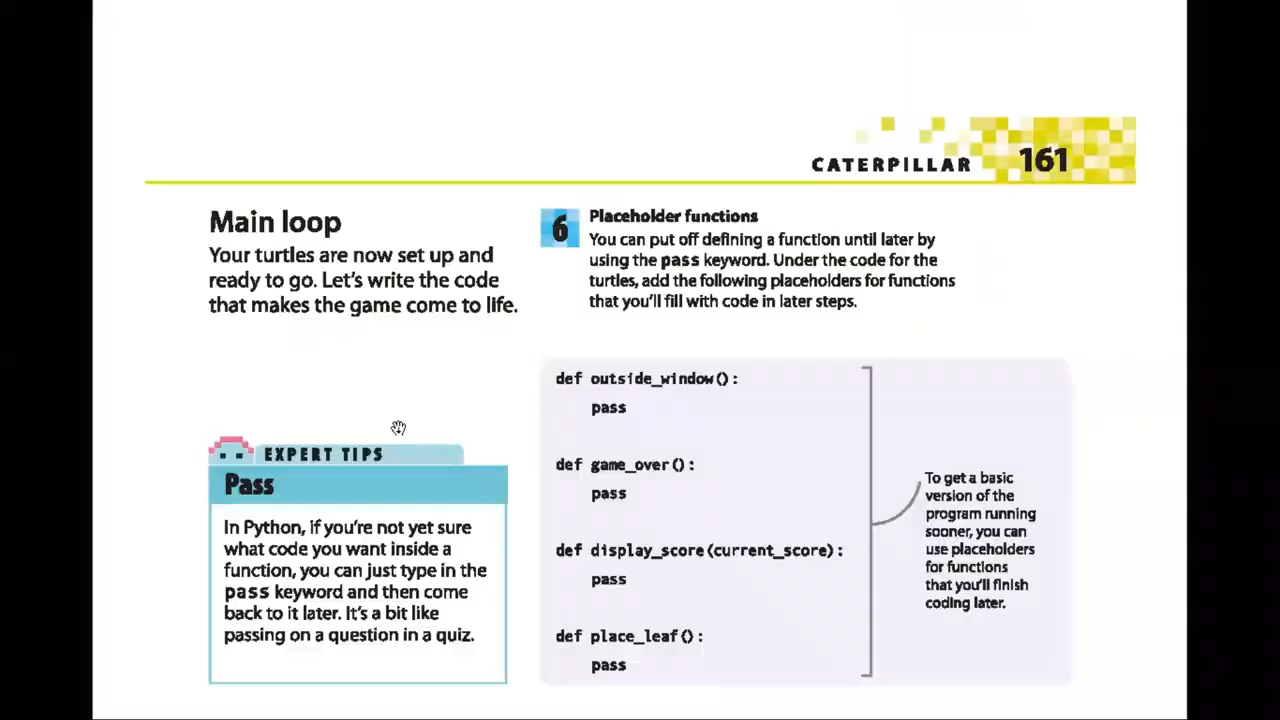 CATERPILLAR 161
Main loop
Your turtles are now set up and
ready to go. Let's write the code
that makes the game come to life.
6
Placeholder functions
You can put off defining a function until later by
using the pass keyword. Under the code for the
turtles, add the following placeholders for functions
that you'll fill with code in later steps.
EXPERT TIPS
Pass
In Python, if you're not yet sure
what code you want inside a
function, you can just type in the
pass keyword and then come
back to it later. It's a bit like
passing on a question in a quiz.
def outside_window():
pass
def game_over():
pass
def display_score(current_score):
pass
def place_leaf():
pass
To get a basic
version of the
program running
sooner, you can
use placeholders
for functions
that you'll finish
coding later.